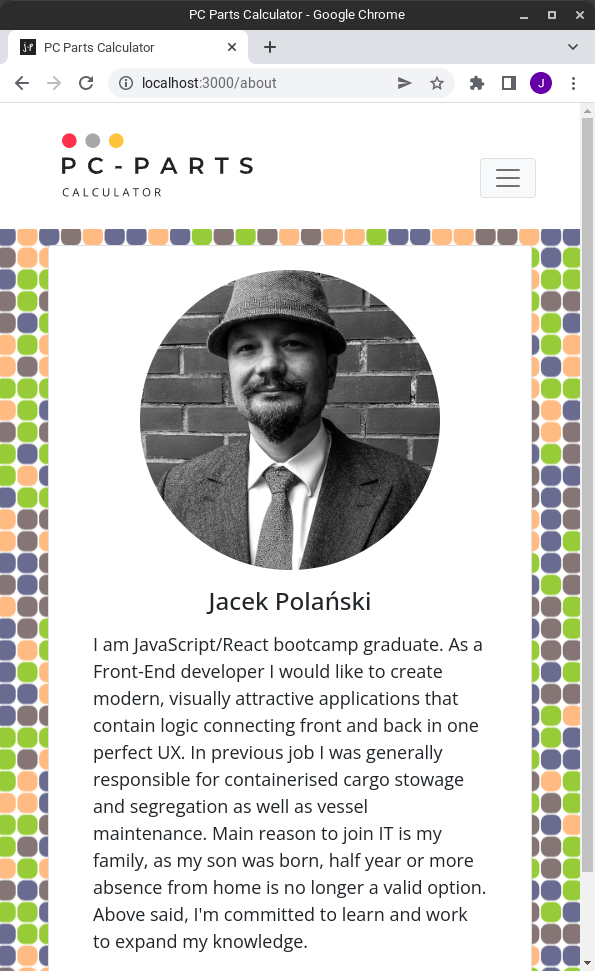 PC Parts Calculator - Google Chrome
PC Parts Calculator
localhost:3000/about
PC-PARTS
CALCULATOR
Jacek Polański
I am JavaScript/React bootcamp graduate. As a
Front-End developer I would like to create
modern, visually attractive applications that
contain logic connecting front and back in one
perfect UX. In previous job I was generally
responsible for containerised cargo stowage
and segregation as well as vessel
maintenance. Main reason to join IT is my
family, as my son was born, half year or more
absence from home is no longer a valid option.
Above said, I'm committed to learn and work
to expand my knowledge.